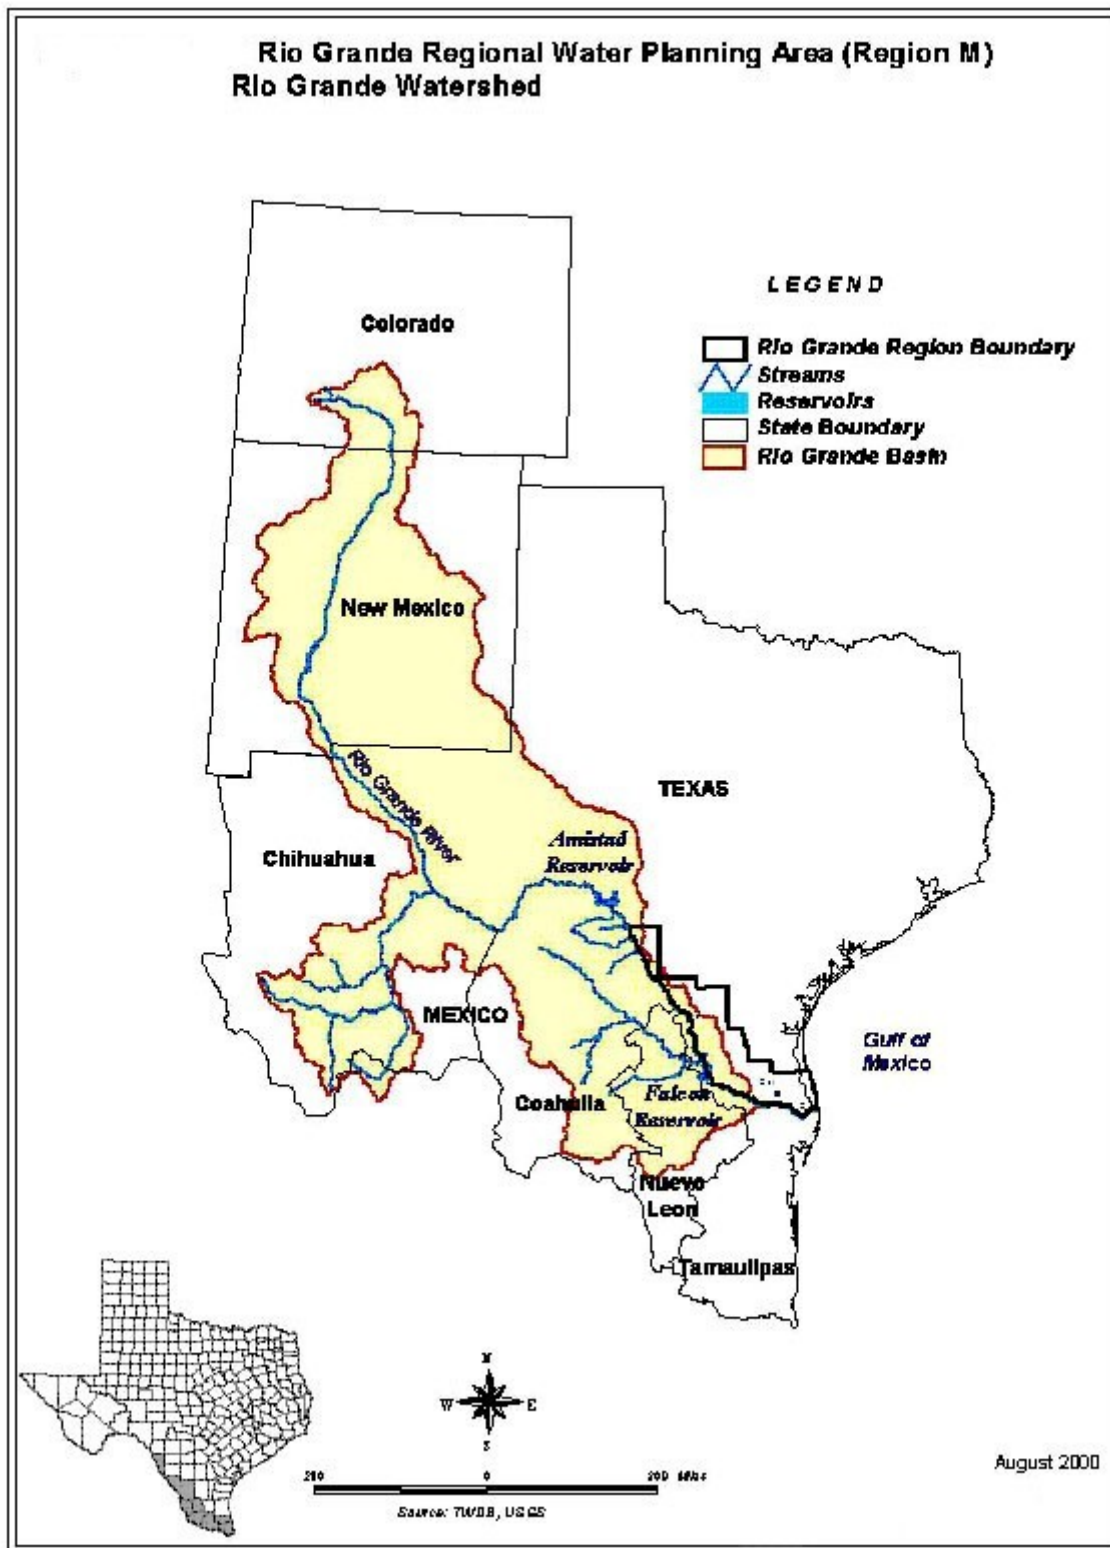 Rio Grande Regional Water Planning Area (Region M)
Rio Grande Watershed
LEGEND
Rio Grande Region Boundary
Streams
Reservoirs
State Boundary
Rio Grande Basin
Colorado
New Mexico
Rio Grande River
TEXAS
Amistad
Reservoir
Chihuahua
MEXICO
Gulf of
Mexico
Coahuila
Falcon
Reservoir
Nuevo
Leon
Tamaulipas
N
W
E
S
200
0
200 Miles
Source: TWDB, USGS
August 2000